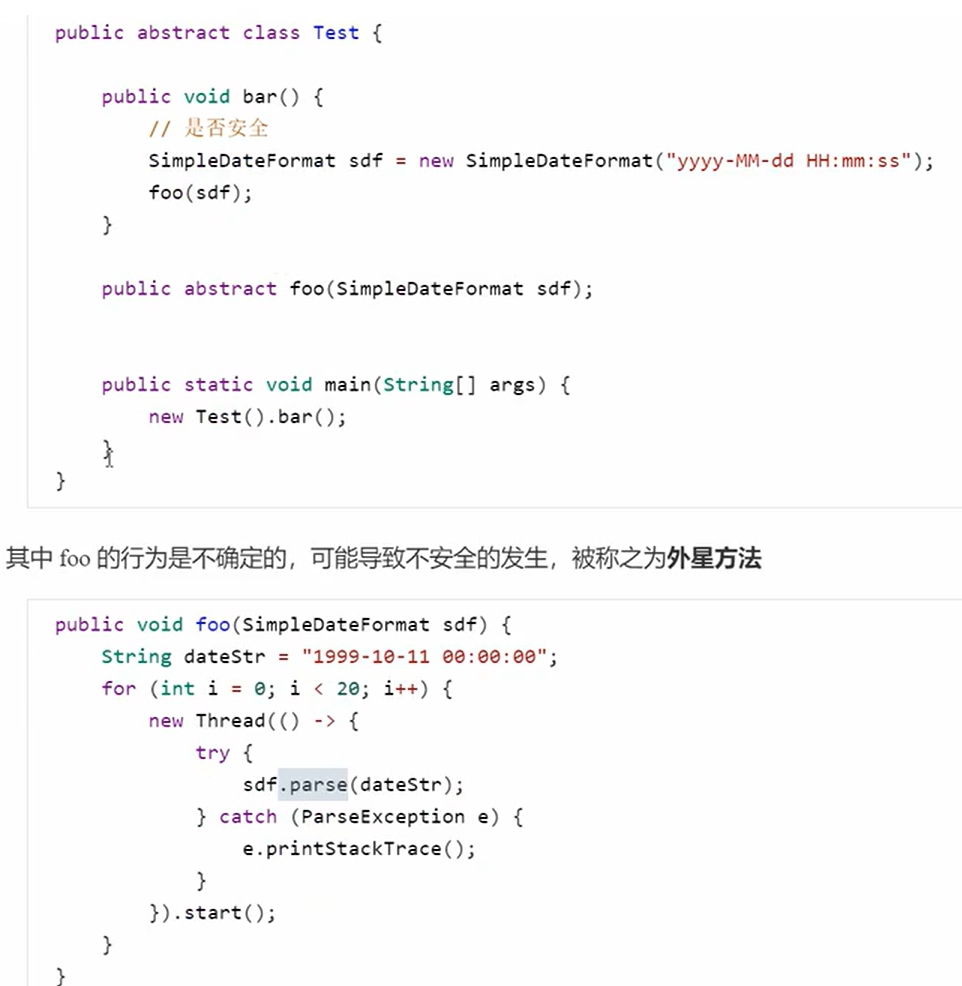 public abstract class Test {
public void bar() {
// 是否安全
SimpleDateFormat sdf = new SimpleDateFormat("yyyy-MM-dd HH:mm:ss");
foo(sdf);
}
public abstract foo(SimpleDateFormat sdf);
public static void main(String[] args) {
new Test().bar();
}
}
其中 foo 的行为是不确定的，可能导致不安全的发生，被称之为外星方法
public void foo(SimpleDateFormat sdf) {
String dateStr = "1999-10-11 00:00:00";
for (int i = 0; i < 20; i++) {
new Thread(() -> {
try {
sdf.parse(dateStr);
} catch (ParseException e) {
e.printStackTrace();
}
}).start();
}
}